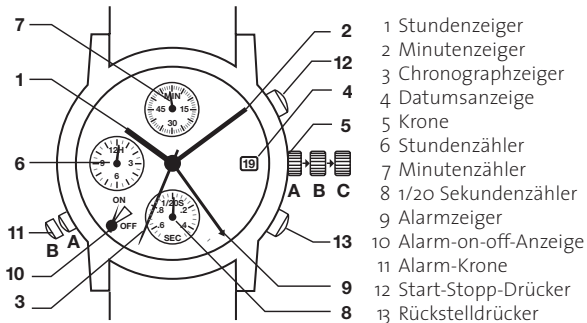 7
2
12
1
4
5
6
A B C
11
B
A
10
3
13
9
8
MIN
45 15
30
12H
9 3
6
ON
OFF
1/20S
.8 .2
.6 .4
SEC
19
1 Stundenzeiger
2 Minutenzeiger
3 Chronographzeiger
4 Datumsanzeige
5 Krone
6 Stundenzähler
7 Minutenzähler
8 1/20 Sekundenzähler
9 Alarmzeiger
10 Alarm-on-off-Anzeige
11 Alarm-Krone
12 Start-Stopp-Drücker
13 Rückstelldrücker